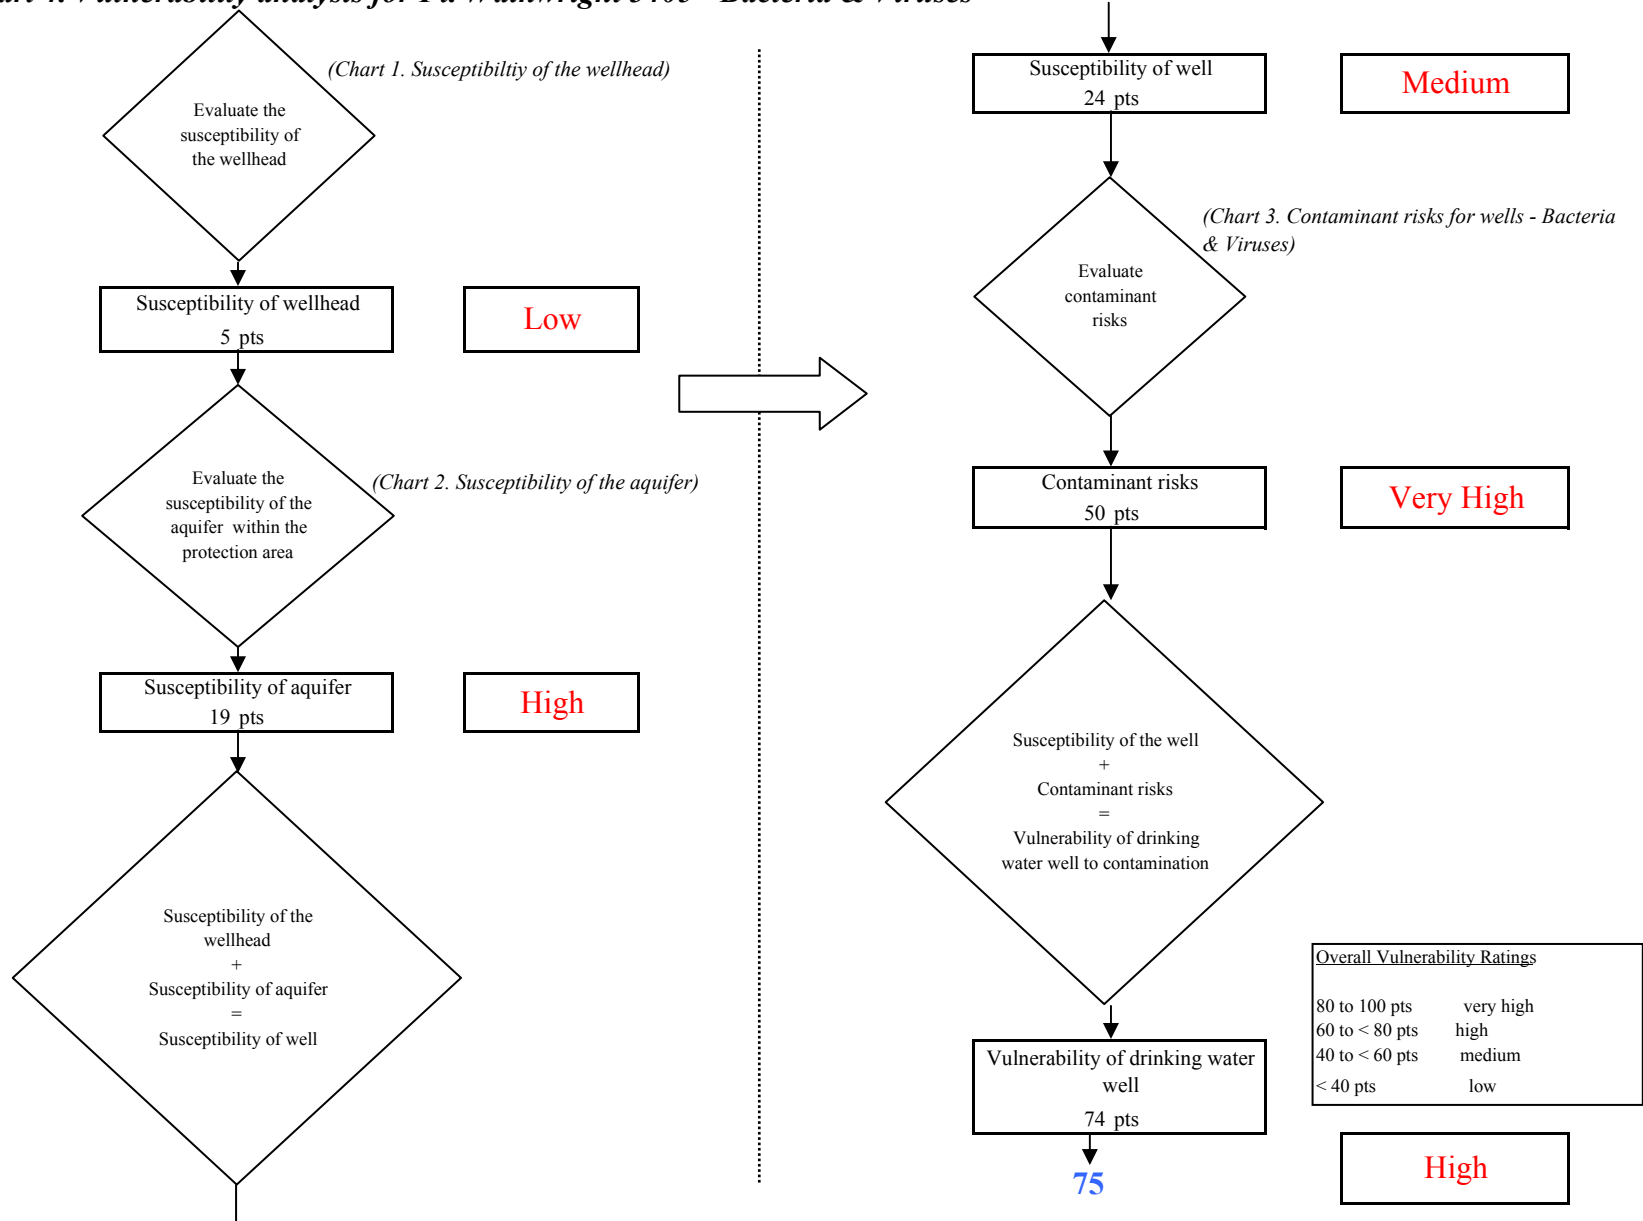 Vulnerability analysis for
Bacteria & Viruses
(Chart 1. Susceptibiltiy of the wellhead)
Evaluate the
susceptibility of
the wellhead
Susceptibility of wellhead
5 pts
Low
Evaluate the
susceptibility of the
aquifer within the
protection area
(Chart 2. Susceptibility of the aquifer)
Susceptibility of aquifer
19 pts
High
Susceptibility of the
wellhead
+
Susceptibility of aquifer
=
Susceptibility of well
Susceptibility of well
24 pts
Medium
(Chart 3. Contaminant risks for wells - Bacteria
& Viruses)
Evaluate
contaminant
risks
Contaminant risks
50 pts
Very High
Susceptibility of the well
+
Contaminant risks
=
Vulnerability of drinking
water well to contamination
Overall Vulnerability Ratings
80 to 100 pts very high
60 to < 80 pts high
40 to < 60 pts medium
< 40 pts low
Vulnerability of drinking water
well
74 pts
75
High